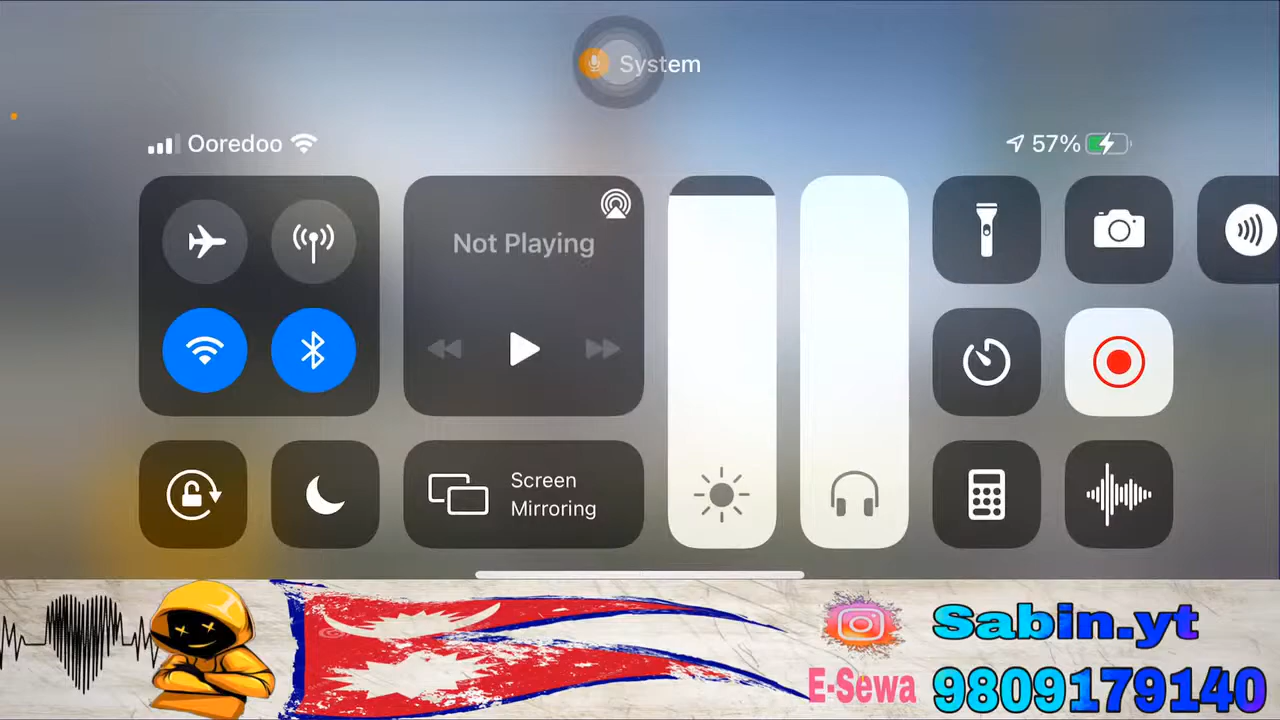 System
Ooredoo
57%
Not Playing
Screen
Mirroring
Sabin.yt
E-Sewa
9809179140